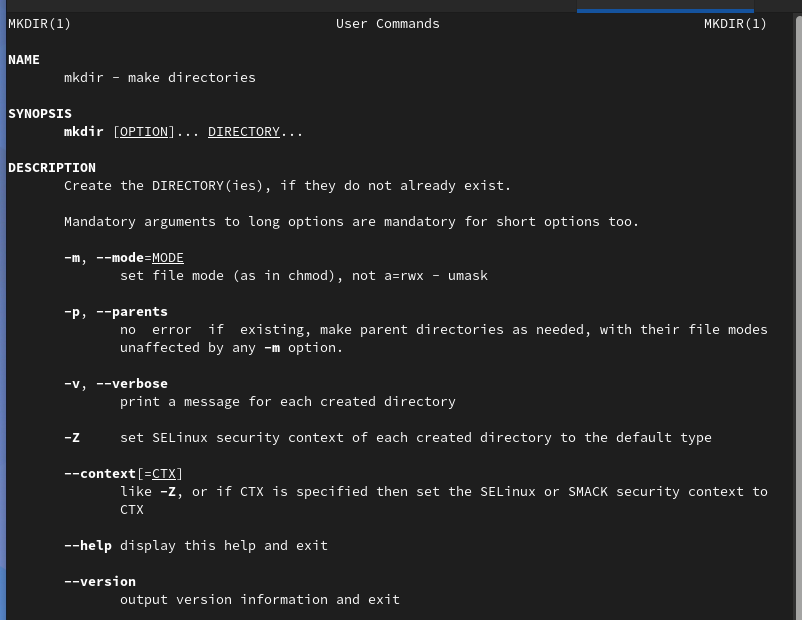 MKDIR(1) User Commands MKDIR(1)
NAME
mkdir - make directories
SYNOPSIS
mkdir [OPTION]... DIRECTORY...
DESCRIPTION
Create the DIRECTORY(ies), if they do not already exist.
Mandatory arguments to long options are mandatory for short options too.
-m, --mode=MODE
set file mode (as in chmod), not a=rwx - umask
-p, --parents
no error if existing, make parent directories as needed, with their file modes
unaffected by any -m option.
-v, --verbose
print a message for each created directory
-Z set SELinux security context of each created directory to the default type
--context[=CTX]
like -Z, or if CTX is specified then set the SELinux or SMACK security context to
CTX
--help display this help and exit
--version
output version information and exit